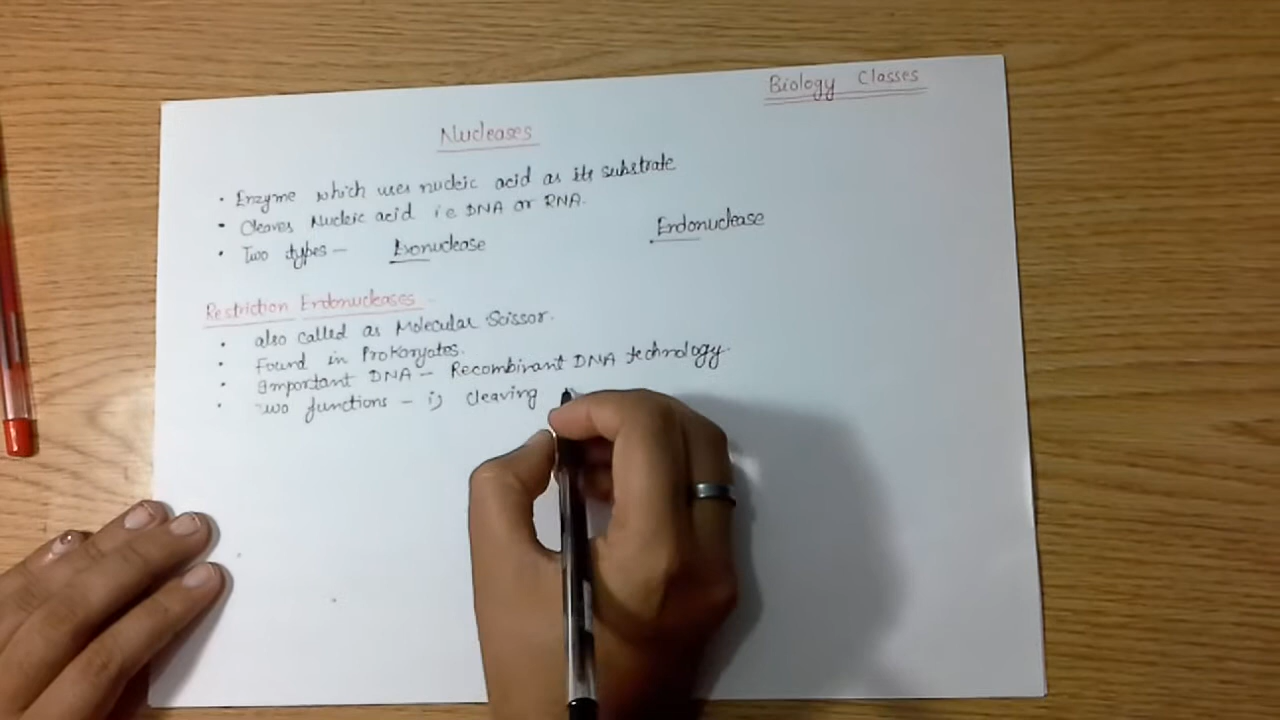 Biology Classes
Nucleases
• Enzyme which uses nucleic acid as its substrate
• Cleaves Nucleic acid i.e DNA or RNA.
• Two types – Exonuclease Endonuclease
Restriction Endonucleases
• also called as Molecular Scissor.
• Found in Prokaryotes.
• Important DNA – Recombinant DNA technology.
• Two functions – i) cleaving